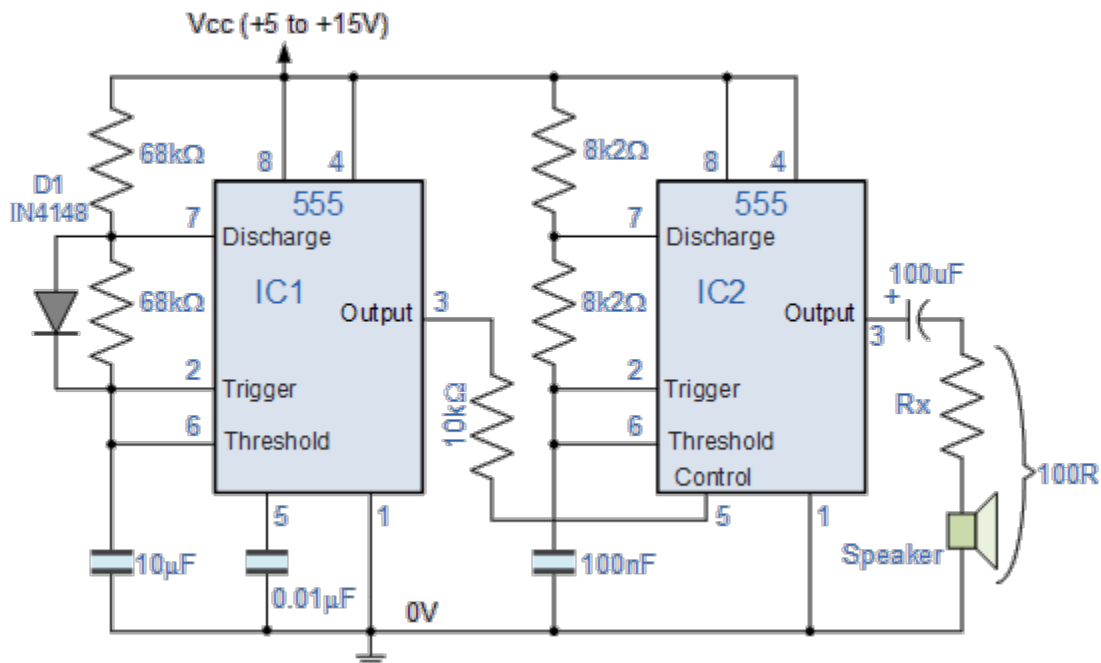 Vcc (+5 to +15V)
68kΩ
8
4
8k2Ω
8
4
D1
IN4148
7
555
Discharge
7
555
Discharge
68kΩ
IC1
3
Output
8k2Ω
IC2
100uF
+
Output
3
2
Trigger
10kΩ
2
Trigger
Rx
6
Threshold
6
Threshold
Control
100R
5
1
5
1
Speaker
10μF
0.01μF
100nF
0V